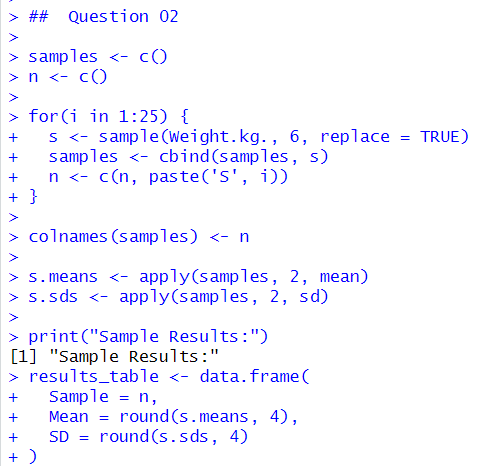 > ##  Question 02
>
> samples <- c()
> n <- c()
>
> for(i in 1:25) {
+   s <- sample(Weight.kg., 6, replace = TRUE)
+   samples <- cbind(samples, s)
+   n <- c(n, paste('S', i))
+ }
>
> colnames(samples) <- n
>
> s.means <- apply(samples, 2, mean)
> s.sds <- apply(samples, 2, sd)
>
> print("Sample Results:")
[1] "Sample Results:"
> results_table <- data.frame(
+   Sample = n,
+   Mean = round(s.means, 4),
+   SD = round(s.sds, 4)
+ )